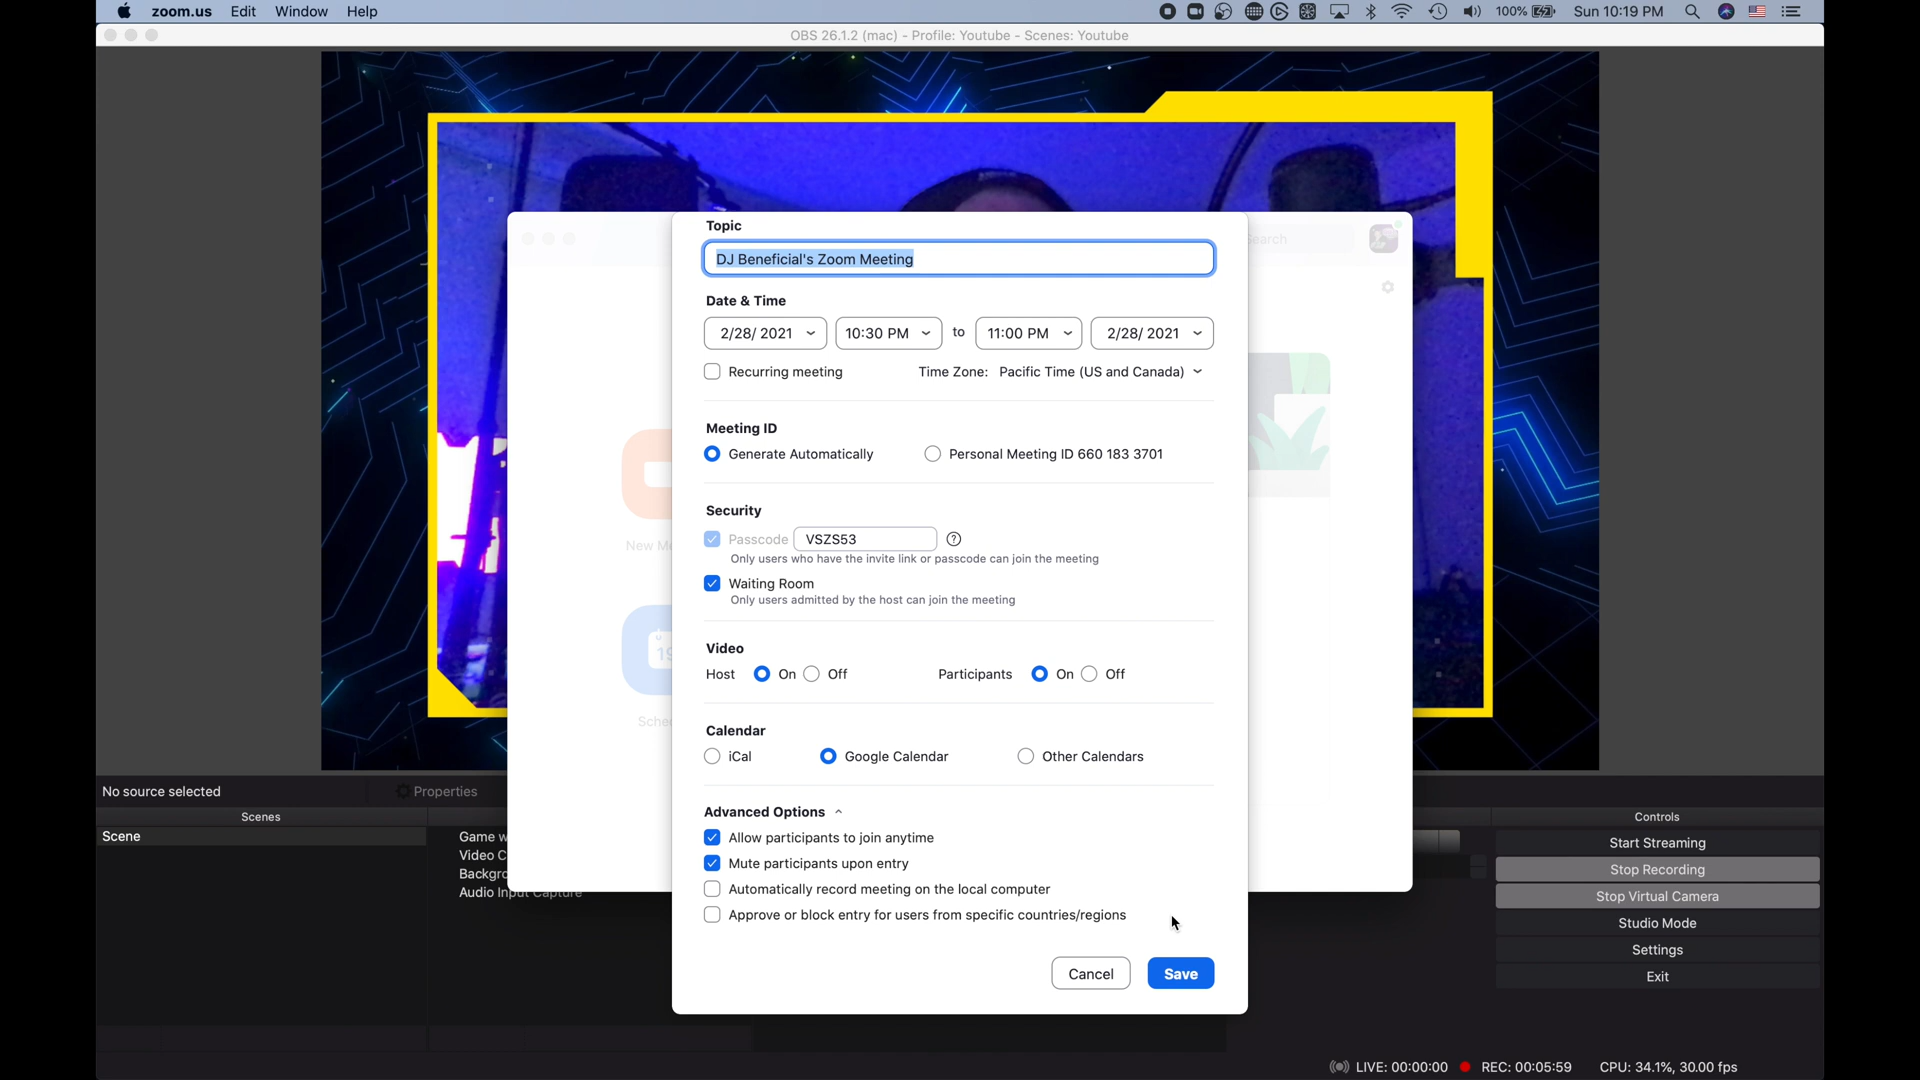 zoom.us Edit Window Help 100% Sun 10:19 PM
OBS 26.1.2 (mac) - Profile: Youtube - Scenes: Youtube
Topic
DJ Beneficial's Zoom Meeting
Search
Date & Time
2/28/ 2021 10:30 PM to 11:00 PM 2/28/ 2021
Recurring meeting Time Zone: Pacific Time (US and Canada)
Meeting ID
Generate Automatically Personal Meeting ID 660 183 3701
Security
Passcode VSZS53
Only users who have the invite link or passcode can join the meeting
New
Waiting Room
Only users admitted by the host can join the meeting
Video
Host On Off Participants On Off
Calendar
iCal Google Calendar Other Calendars
Advanced Options
Allow participants to join anytime
Mute participants upon entry
Automatically record meeting on the local computer
Approve or block entry for users from specific countries/regions
Cancel Save
No source selected Properties
Scenes
Scene
Game
Video
Audio Input Capture
Controls
Start Streaming
Stop Recording
Stop Virtual Camera
Studio Mode
Settings
Exit
LIVE: 00:00:00 REC: 00:05:59 CPU: 34.1%, 30.00 fps